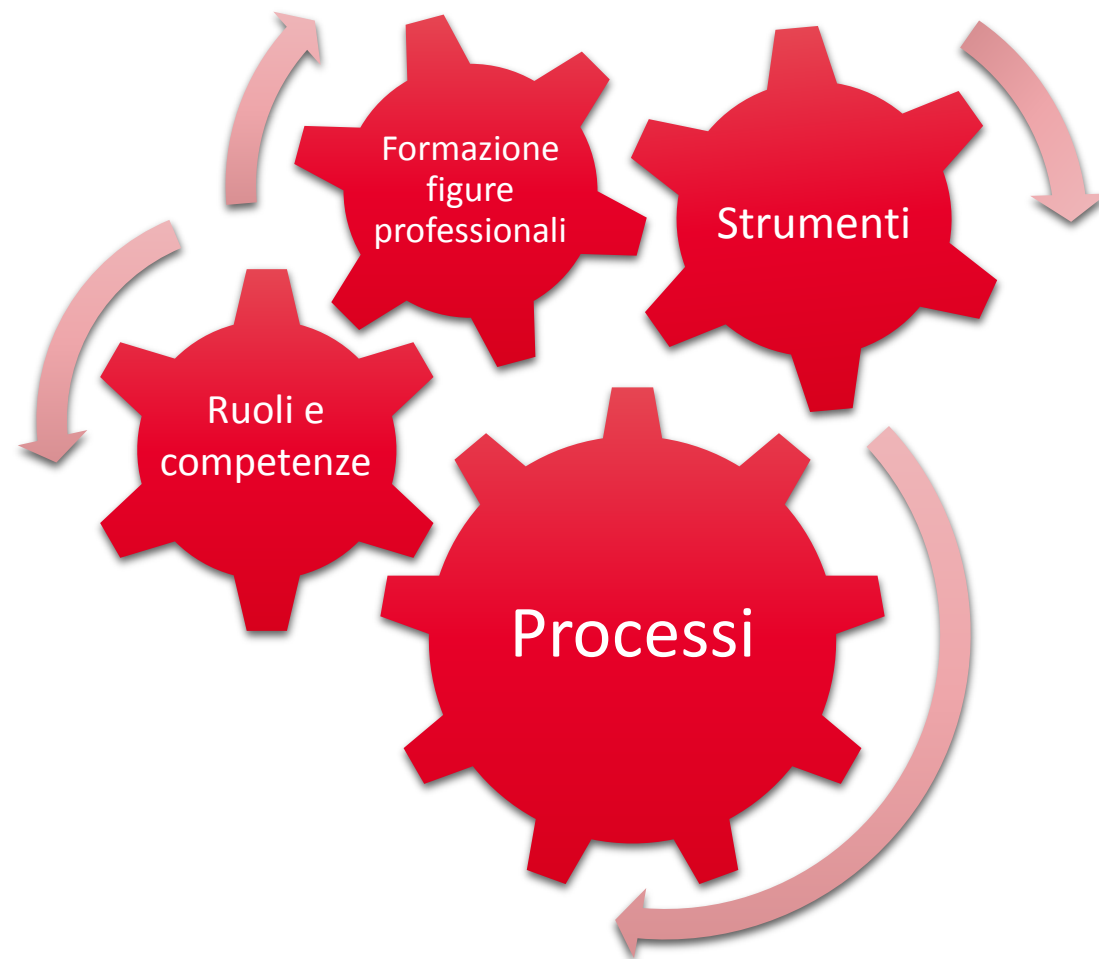 Formazione
figure
professionali
Strumenti
Ruoli e
competenze
Processi